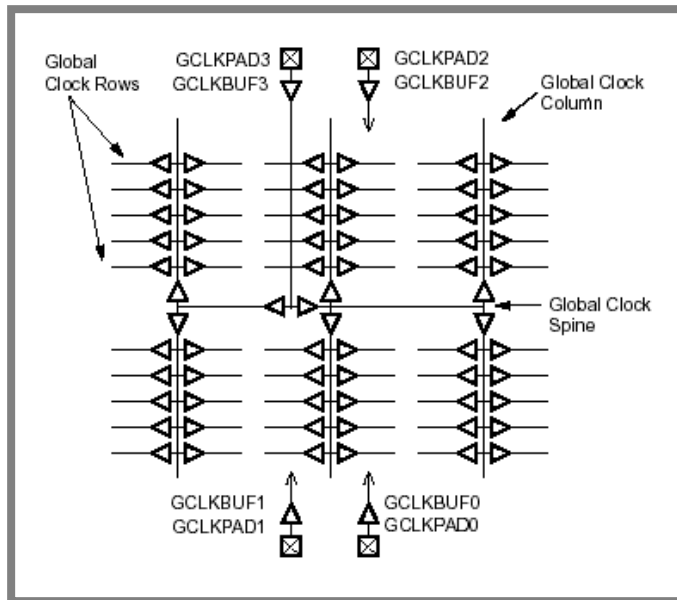 GCLKPAD3
GCLKBUF3
GCLKPAD2
GCLKBUF2
Global
Clock Rows
Global Clock
Column
Global Clock
Spine
GCLKBUF1
GCLKPAD1
GCLKBUF0
GCLKPAD0